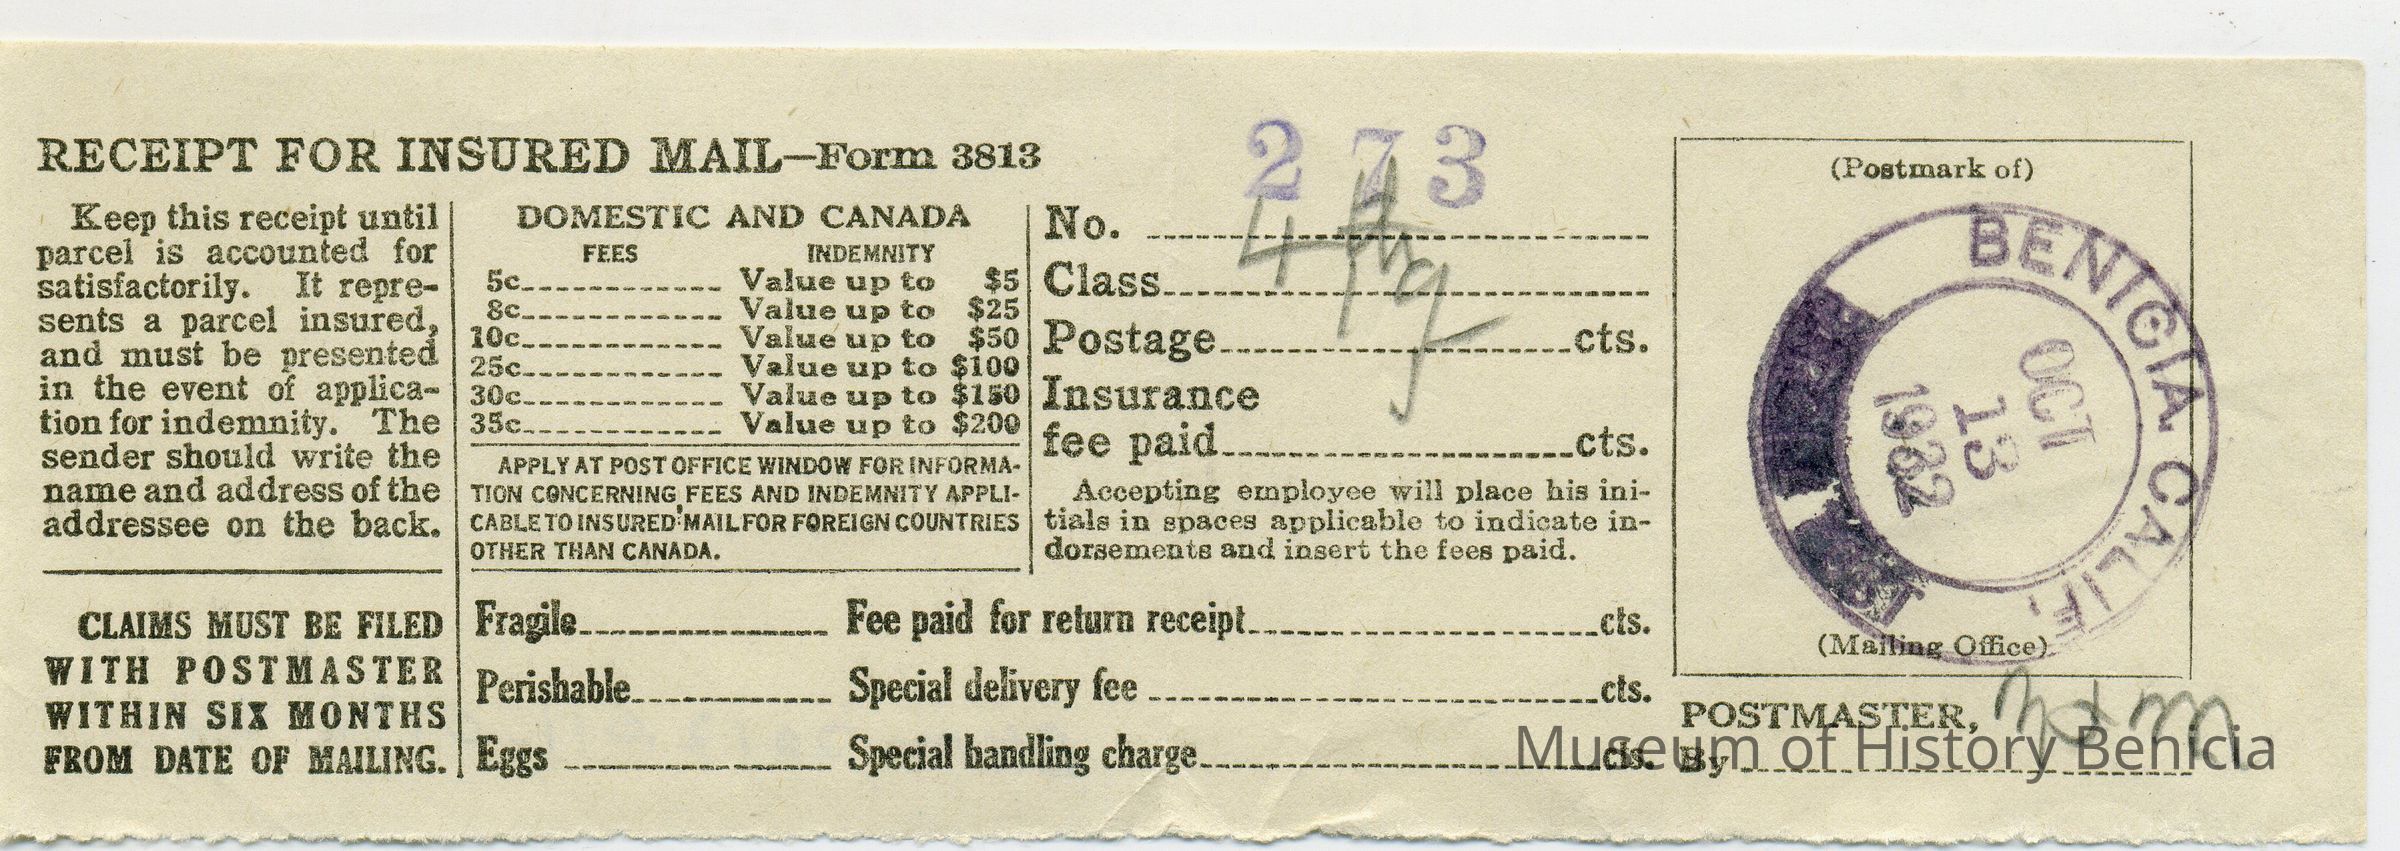 RECEIPT FOR INSURED MAIL—Form 3813
Keep this receipt until
parcel is accounted for
satisfactorily. It repre-
sents a parcel insured,
and must be presented
in the event of applica-
tion for indemnity. The
sender should write the
name and address of the
addressee on the back.
CLAIMS MUST BE FILED
WITH POSTMASTER
WITHIN SIX MONTHS
FROM DATE OF MAILING.
DOMESTIC AND CANADA
FEES INDEMNITY
5c Value up to $5
8c Value up to $25
10c Value up to $50
25c Value up to $100
30c Value up to $150
35c Value up to $200
APPLY AT POST OFFICE WINDOW FOR INFORMA-
TION CONCERNING FEES AND INDEMNITY APPLI-
CABLE TO INSURED MAIL FOR FOREIGN COUNTRIES
OTHER THAN CANADA.
273
No.
Class 4th
Postage cts.
Insurance
fee paid cts.
Accepting employee will place his ini-
tials in spaces applicable to indicate in-
dorsements and insert the fees paid.
Fragile Fee paid for return receipt cts.
Perishable Special delivery fee cts.
Eggs Special handling charge cts.
(Postmark of)
BENICIA CALIF.
OCT
13
1932
(Mailing Office)
POSTMASTER,
By
Museum of History Benicia